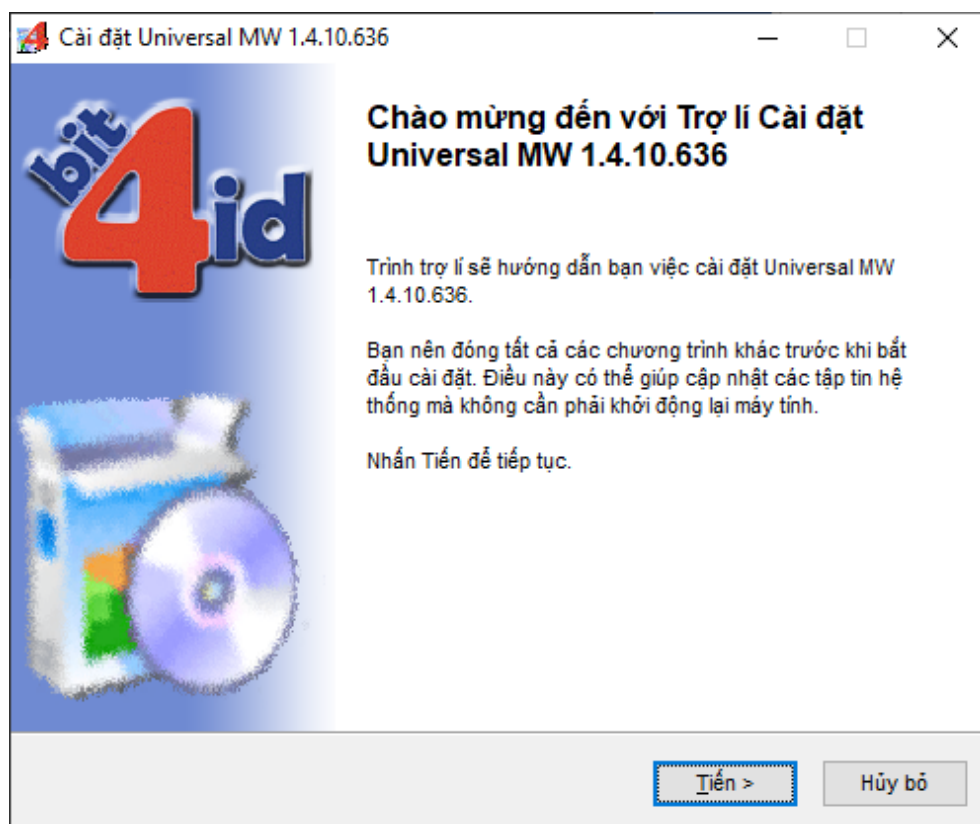 Cài đặt Universal MW 1.4.10.636
bit4id
Chào mừng đến với Trợ lí Cài đặt
Universal MW 1.4.10.636
Trình trợ lí sẽ hướng dẫn bạn việc cài đặt Universal MW
1.4.10.636.
Bạn nên đóng tất cả các chương trình khác trước khi bắt
đầu cài đặt. Điều này có thể giúp cập nhật các tập tin hệ
thống mà không cần phải khởi động lại máy tính.
Nhấn Tiến để tiếp tục.
Tiến >
Hủy bỏ